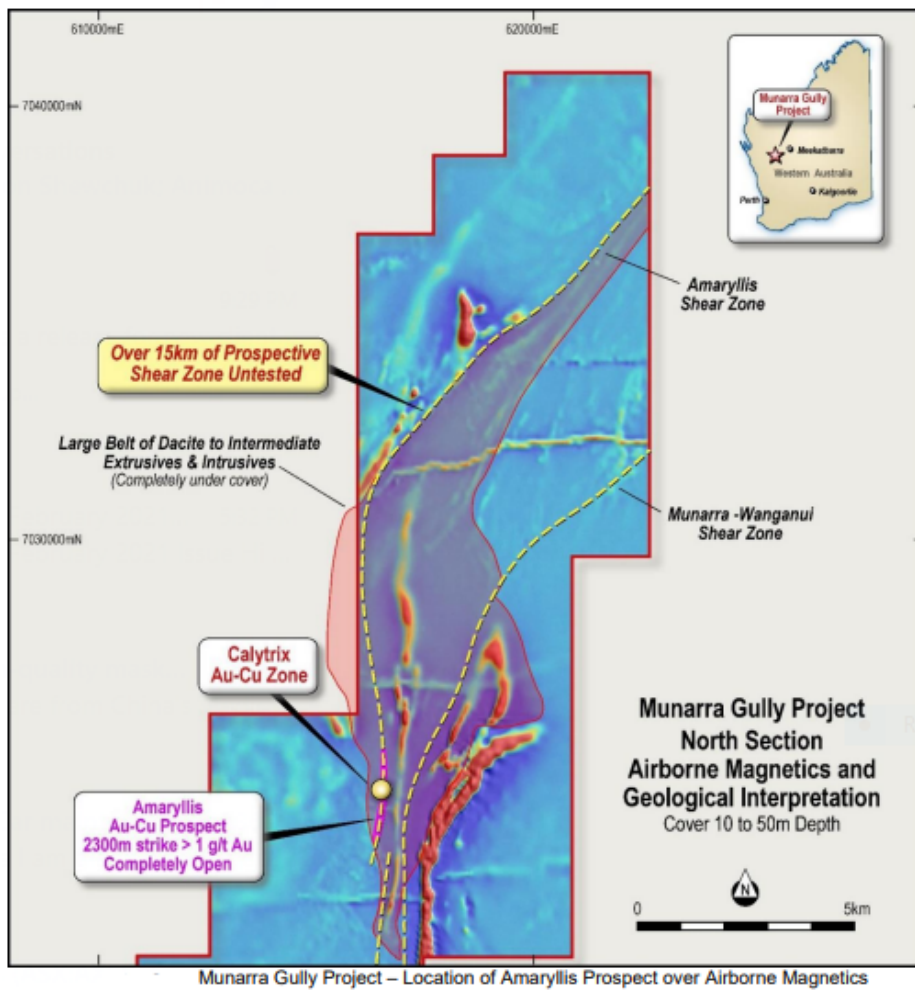 610000mE
620000mE
7040000mN
Munarra Gully
Project
Meekatharra
Western Australia
Kalgoorlie
Perth
Amaryllis
Shear Zone
Over 15km of Prospective
Shear Zone Untested
Large Belt of Dacite to Intermediate
Extrusives & Intrusives
(Completely under cover)
7030000mN
Munarra -Wanganui
Shear Zone
Calytrix
Au-Cu Zone
Munarra Gully Project
North Section
Airborne Magnetics and
Geological Interpretation
Cover 10 to 50m Depth
Amaryllis
Au-Cu Prospect
2300m strike > 1 g/t Au
Completely Open
N
0
5km
Munarra Gully Project – Location of Amaryllis Prospect over Airborne Magnetics